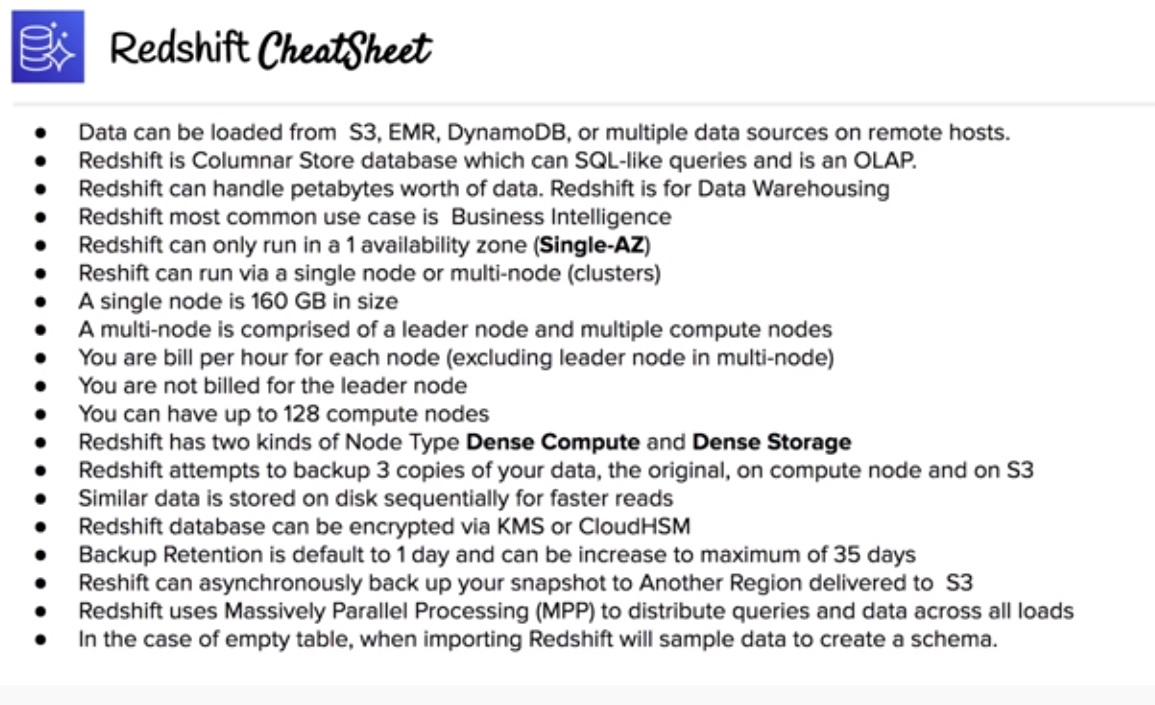 Redshift CheatSheet
● Data can be loaded from S3, EMR, DynamoDB, or multiple data sources on remote hosts.
● Redshift is Columnar Store database which can SQL-like queries and is an OLAP.
● Redshift can handle petabytes worth of data. Redshift is for Data Warehousing
● Redshift most common use case is Business Intelligence
● Redshift can only run in a 1 availability zone (Single-AZ)
● Reshift can run via a single node or multi-node (clusters)
● A single node is 160 GB in size
● A multi-node is comprised of a leader node and multiple compute nodes
● You are bill per hour for each node (excluding leader node in multi-node)
● You are not billed for the leader node
● You can have up to 128 compute nodes
● Redshift has two kinds of Node Type Dense Compute and Dense Storage
● Redshift attempts to backup 3 copies of your data, the original, on compute node and on S3
● Similar data is stored on disk sequentially for faster reads
● Redshift database can be encrypted via KMS or CloudHSM
● Backup Retention is default to 1 day and can be increase to maximum of 35 days
● Reshift can asynchronously back up your snapshot to Another Region delivered to S3
● Redshift uses Massively Parallel Processing (MPP) to distribute queries and data across all loads
● In the case of empty table, when importing Redshift will sample data to create a schema.